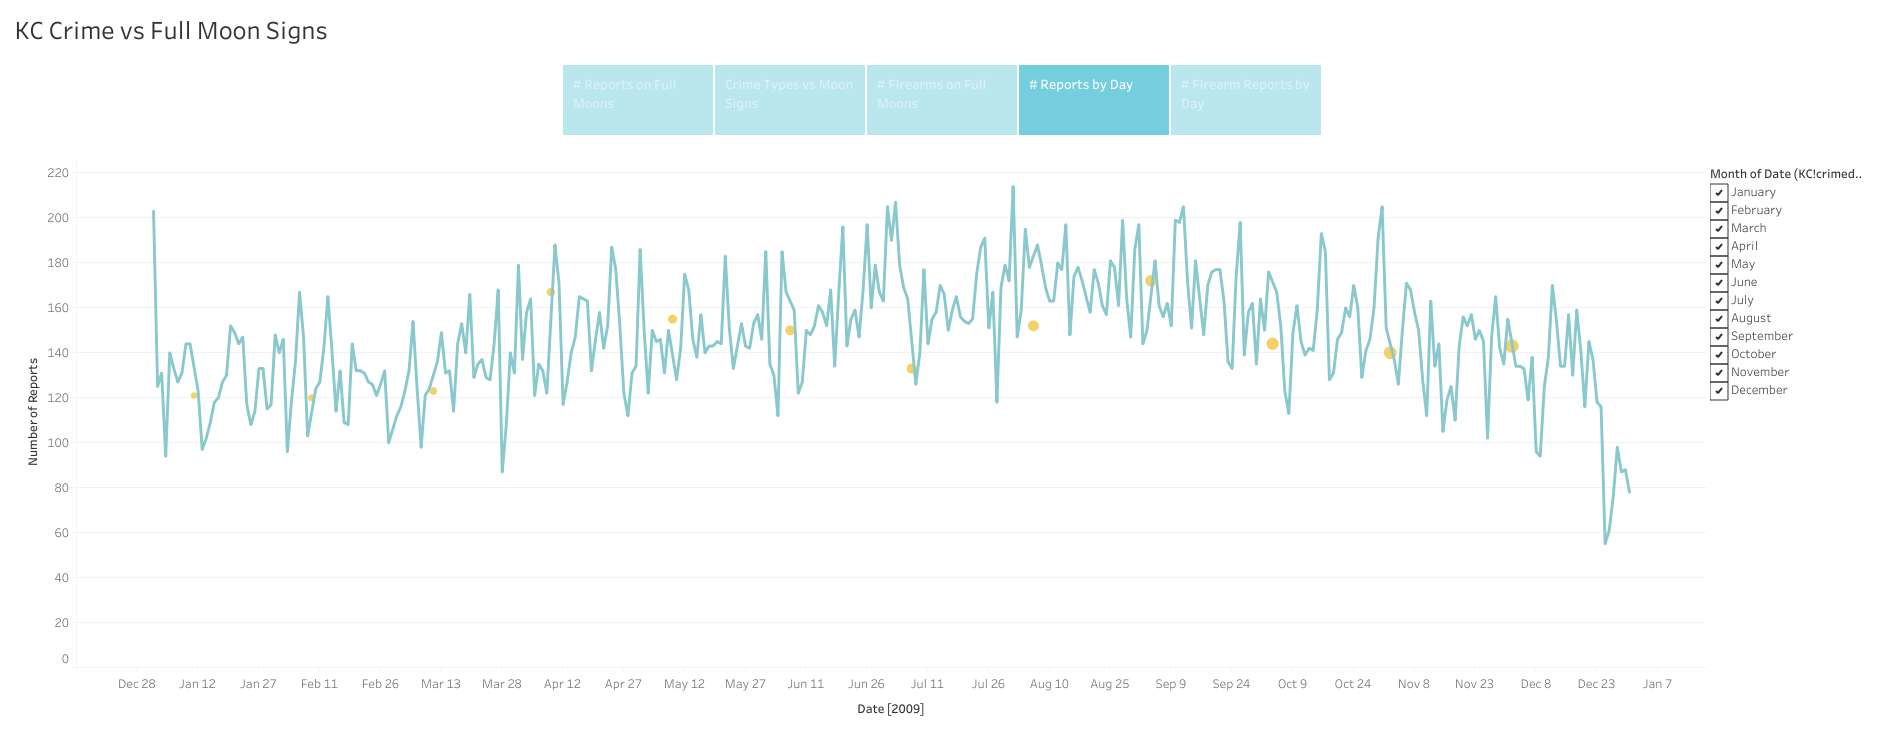 KC Crime vs Full Moon Signs
# Reports on Full
Moons
Crime Types vs Moon
Signs
# Firearms on Full
Moons
# Reports by Day
# Firearm Reports by
Day
220
200
180
160
140
120
100
80
60
40
20
0
Number of Reports
Dec 28
Jan 12
Jan 27
Feb 11
Feb 26
Mar 13
Mar 28
Apr 12
Apr 27
May 12
May 27
Jun 11
Jun 26
Jul 11
Jul 26
Aug 10
Aug 25
Sep 9
Sep 24
Oct 9
Oct 24
Nov 8
Nov 23
Dec 8
Dec 23
Jan 7
Date [2009]
Month of Date (KC!crimed..
January
February
March
April
May
June
July
August
September
October
November
December